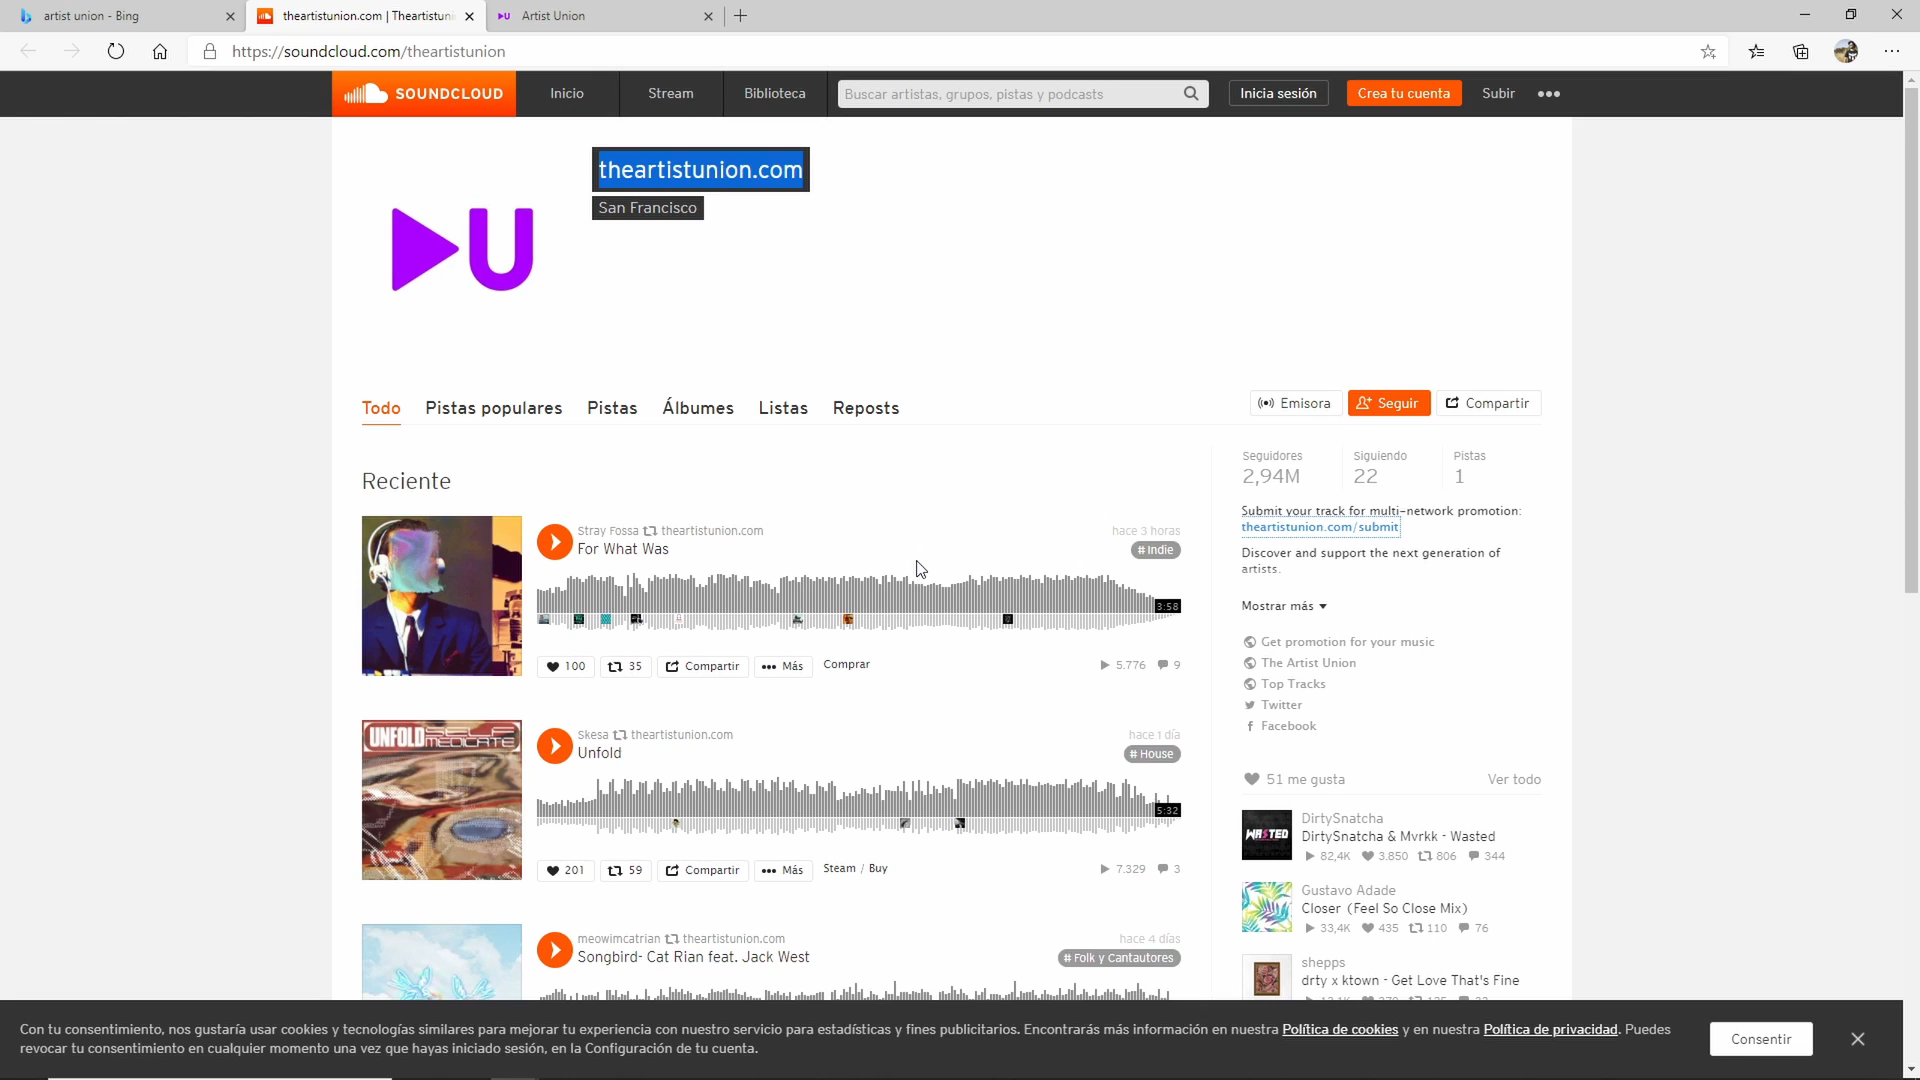 artist union - Bing
theartistunion.com | Theartistuni
Artist Union
https://soundcloud.com/theartistunion
SOUNDCLOUD
Inicio
Stream
Biblioteca
Buscar artistas, grupos, pistas y podcasts
Inicia sesión
Crea tu cuenta
Subir
theartistunion.com
San Francisco
U
Todo
Pistas populares
Pistas
Álbumes
Listas
Reposts
Emisora
Seguir
Compartir
Reciente
Stray Fossa theartistunion.com
hace 3 horas
For What Was
# Indie
3:58
100
35
Compartir
Más
Comprar
5.776
9
UNFOLD SELF MEDICATE
Skesa theartistunion.com
hace 1 día
Unfold
# House
5:32
201
59
Compartir
Más
Steam / Buy
7.329
3
meowimcatrian theartistunion.com
hace 4 días
Songbird- Cat Rian feat. Jack West
# Folk y Cantautores
Seguidores
2,94M
Siguiendo
22
Pistas
1
Submit your track for multi-network promotion:
theartistunion.com/submit
Discover and support the next generation of
artists.
Mostrar más
Get promotion for your music
The Artist Union
Top Tracks
Twitter
Facebook
51 me gusta
Ver todo
WASTED
DirtySnatcha
DirtySnatcha & Mvrkk - Wasted
82,4K 3.850 806 344
Gustavo Adade
Closer (Feel So Close Mix)
33,4K 435 110 76
shepps
drty x ktown - Get Love That's Fine
Con tu consentimiento, nos gustaría usar cookies y tecnologías similares para mejorar tu experiencia con nuestro servicio para estadísticas y fines publicitarios. Encontrarás más información en nuestra Política de cookies y en nuestra Política de privacidad. Puedes
revocar tu consentimiento en cualquier momento una vez que hayas iniciado sesión, en la Configuración de tu cuenta.
Consentir